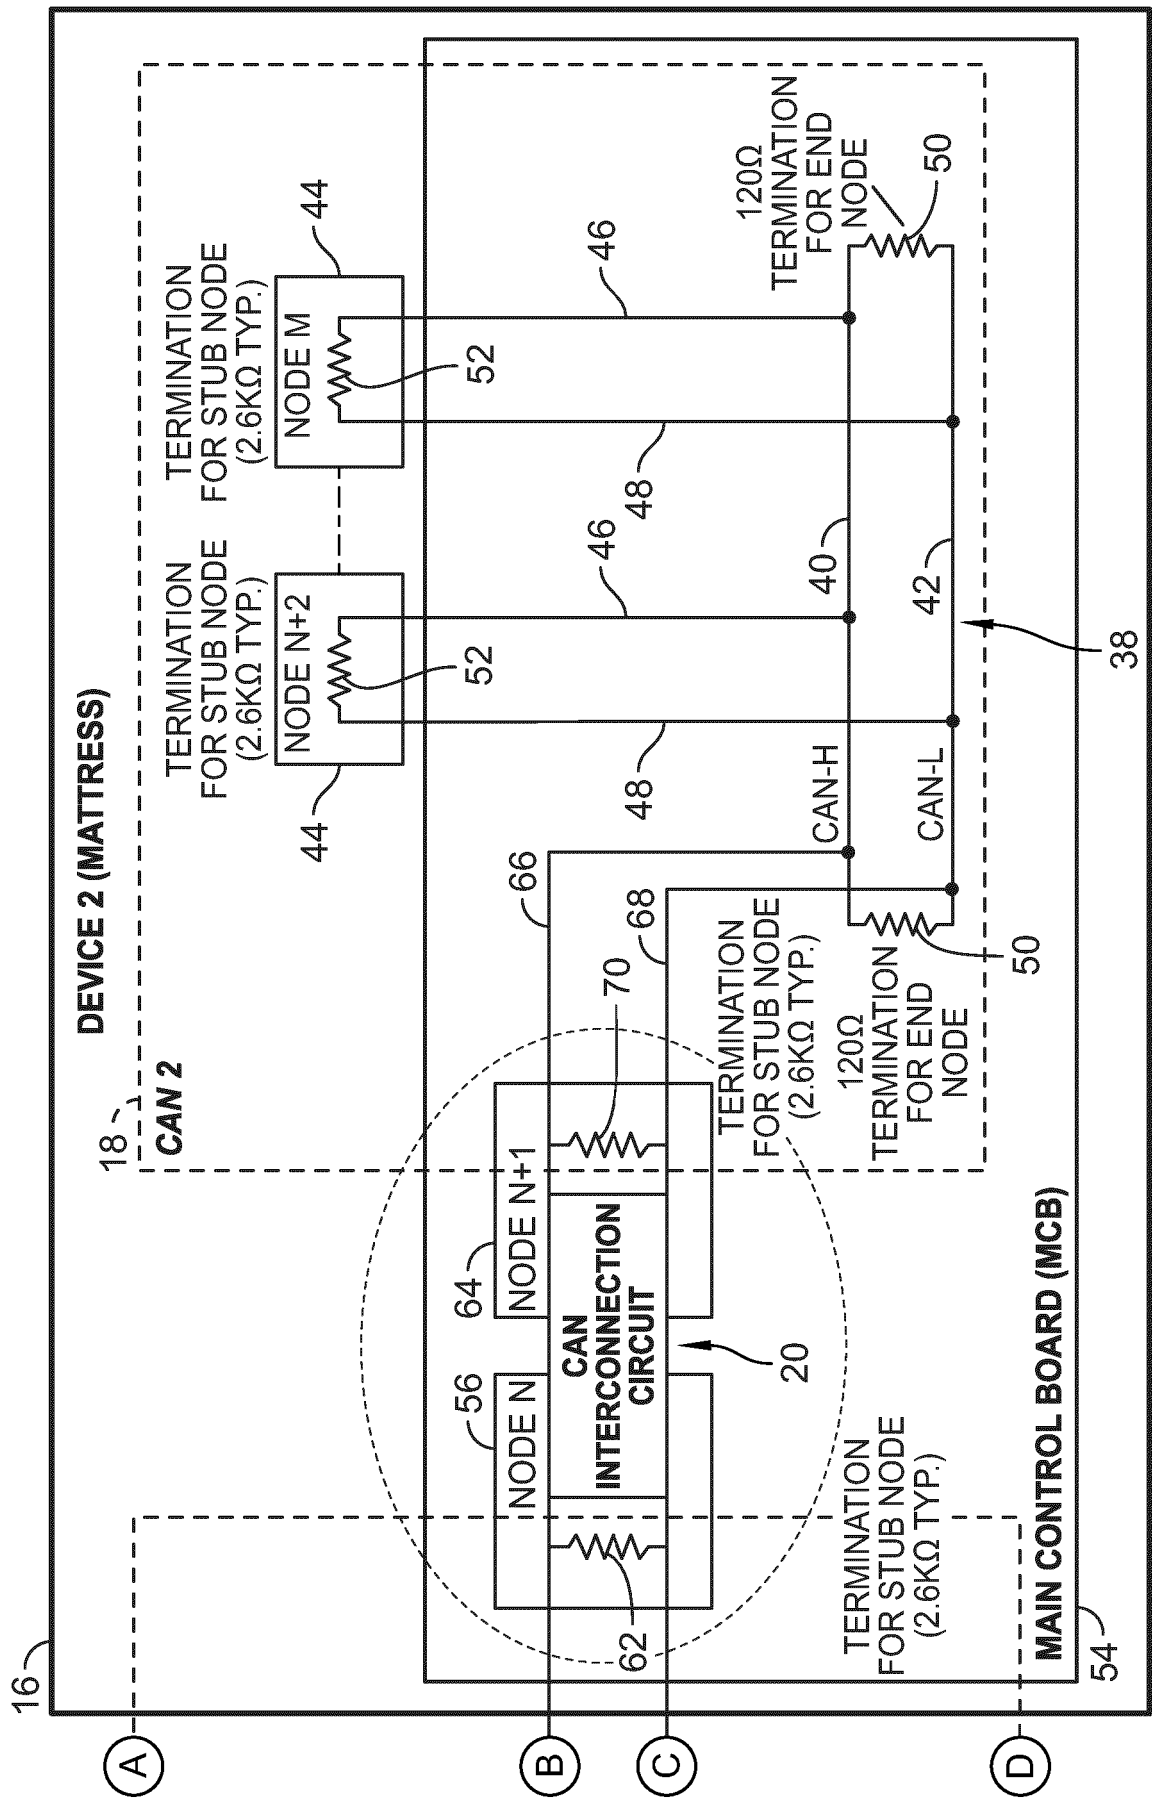 DEVICE 2 (MATTRESS)
16
18
CAN 2
TERMINATION
FOR STUB NODE
(2.6KΩ TYP.)
44
NODE N+2
52
TERMINATION
FOR STUB NODE
(2.6KΩ TYP.)
44
NODE M
52
46
46
48
48
66
68
64
NODE N+1
70
56
NODE N
62
CAN
INTERCONNECTION
CIRCUIT
20
TERMINATION
FOR STUB NODE
(2.6KΩ TYP.)
TERMINATION
FOR STUB NODE
(2.6KΩ TYP.)
120Ω
TERMINATION
FOR END
NODE
50
CAN-H
CAN-L
40
42
38
120Ω
TERMINATION
FOR END
NODE
50
MAIN CONTROL BOARD (MCB)
54
A
B
C
D